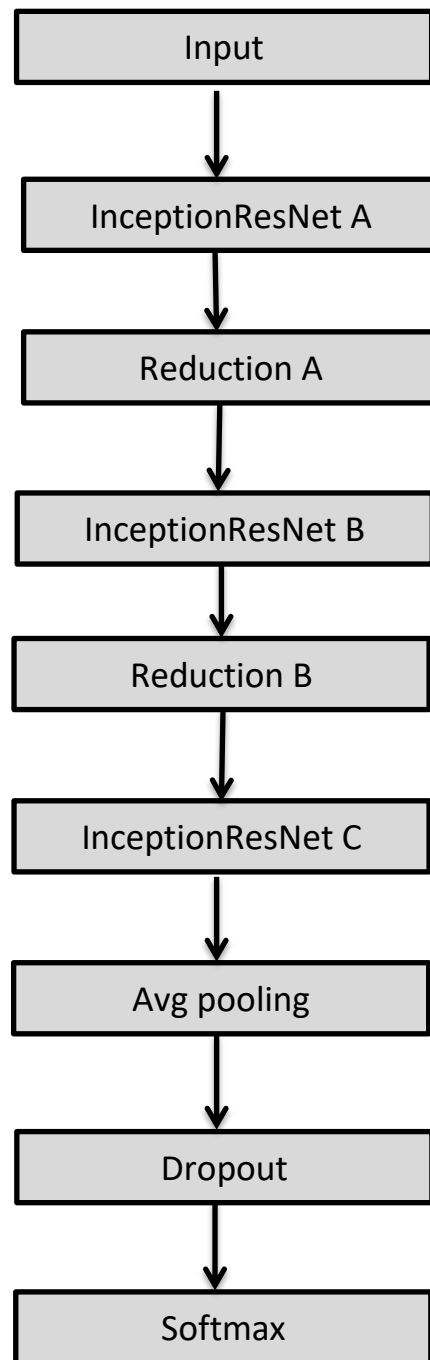 Input
InceptionResNet A
Reduction A
InceptionResNet B
Reduction B
InceptionResNet C
Avg pooling
Dropout
Softmax